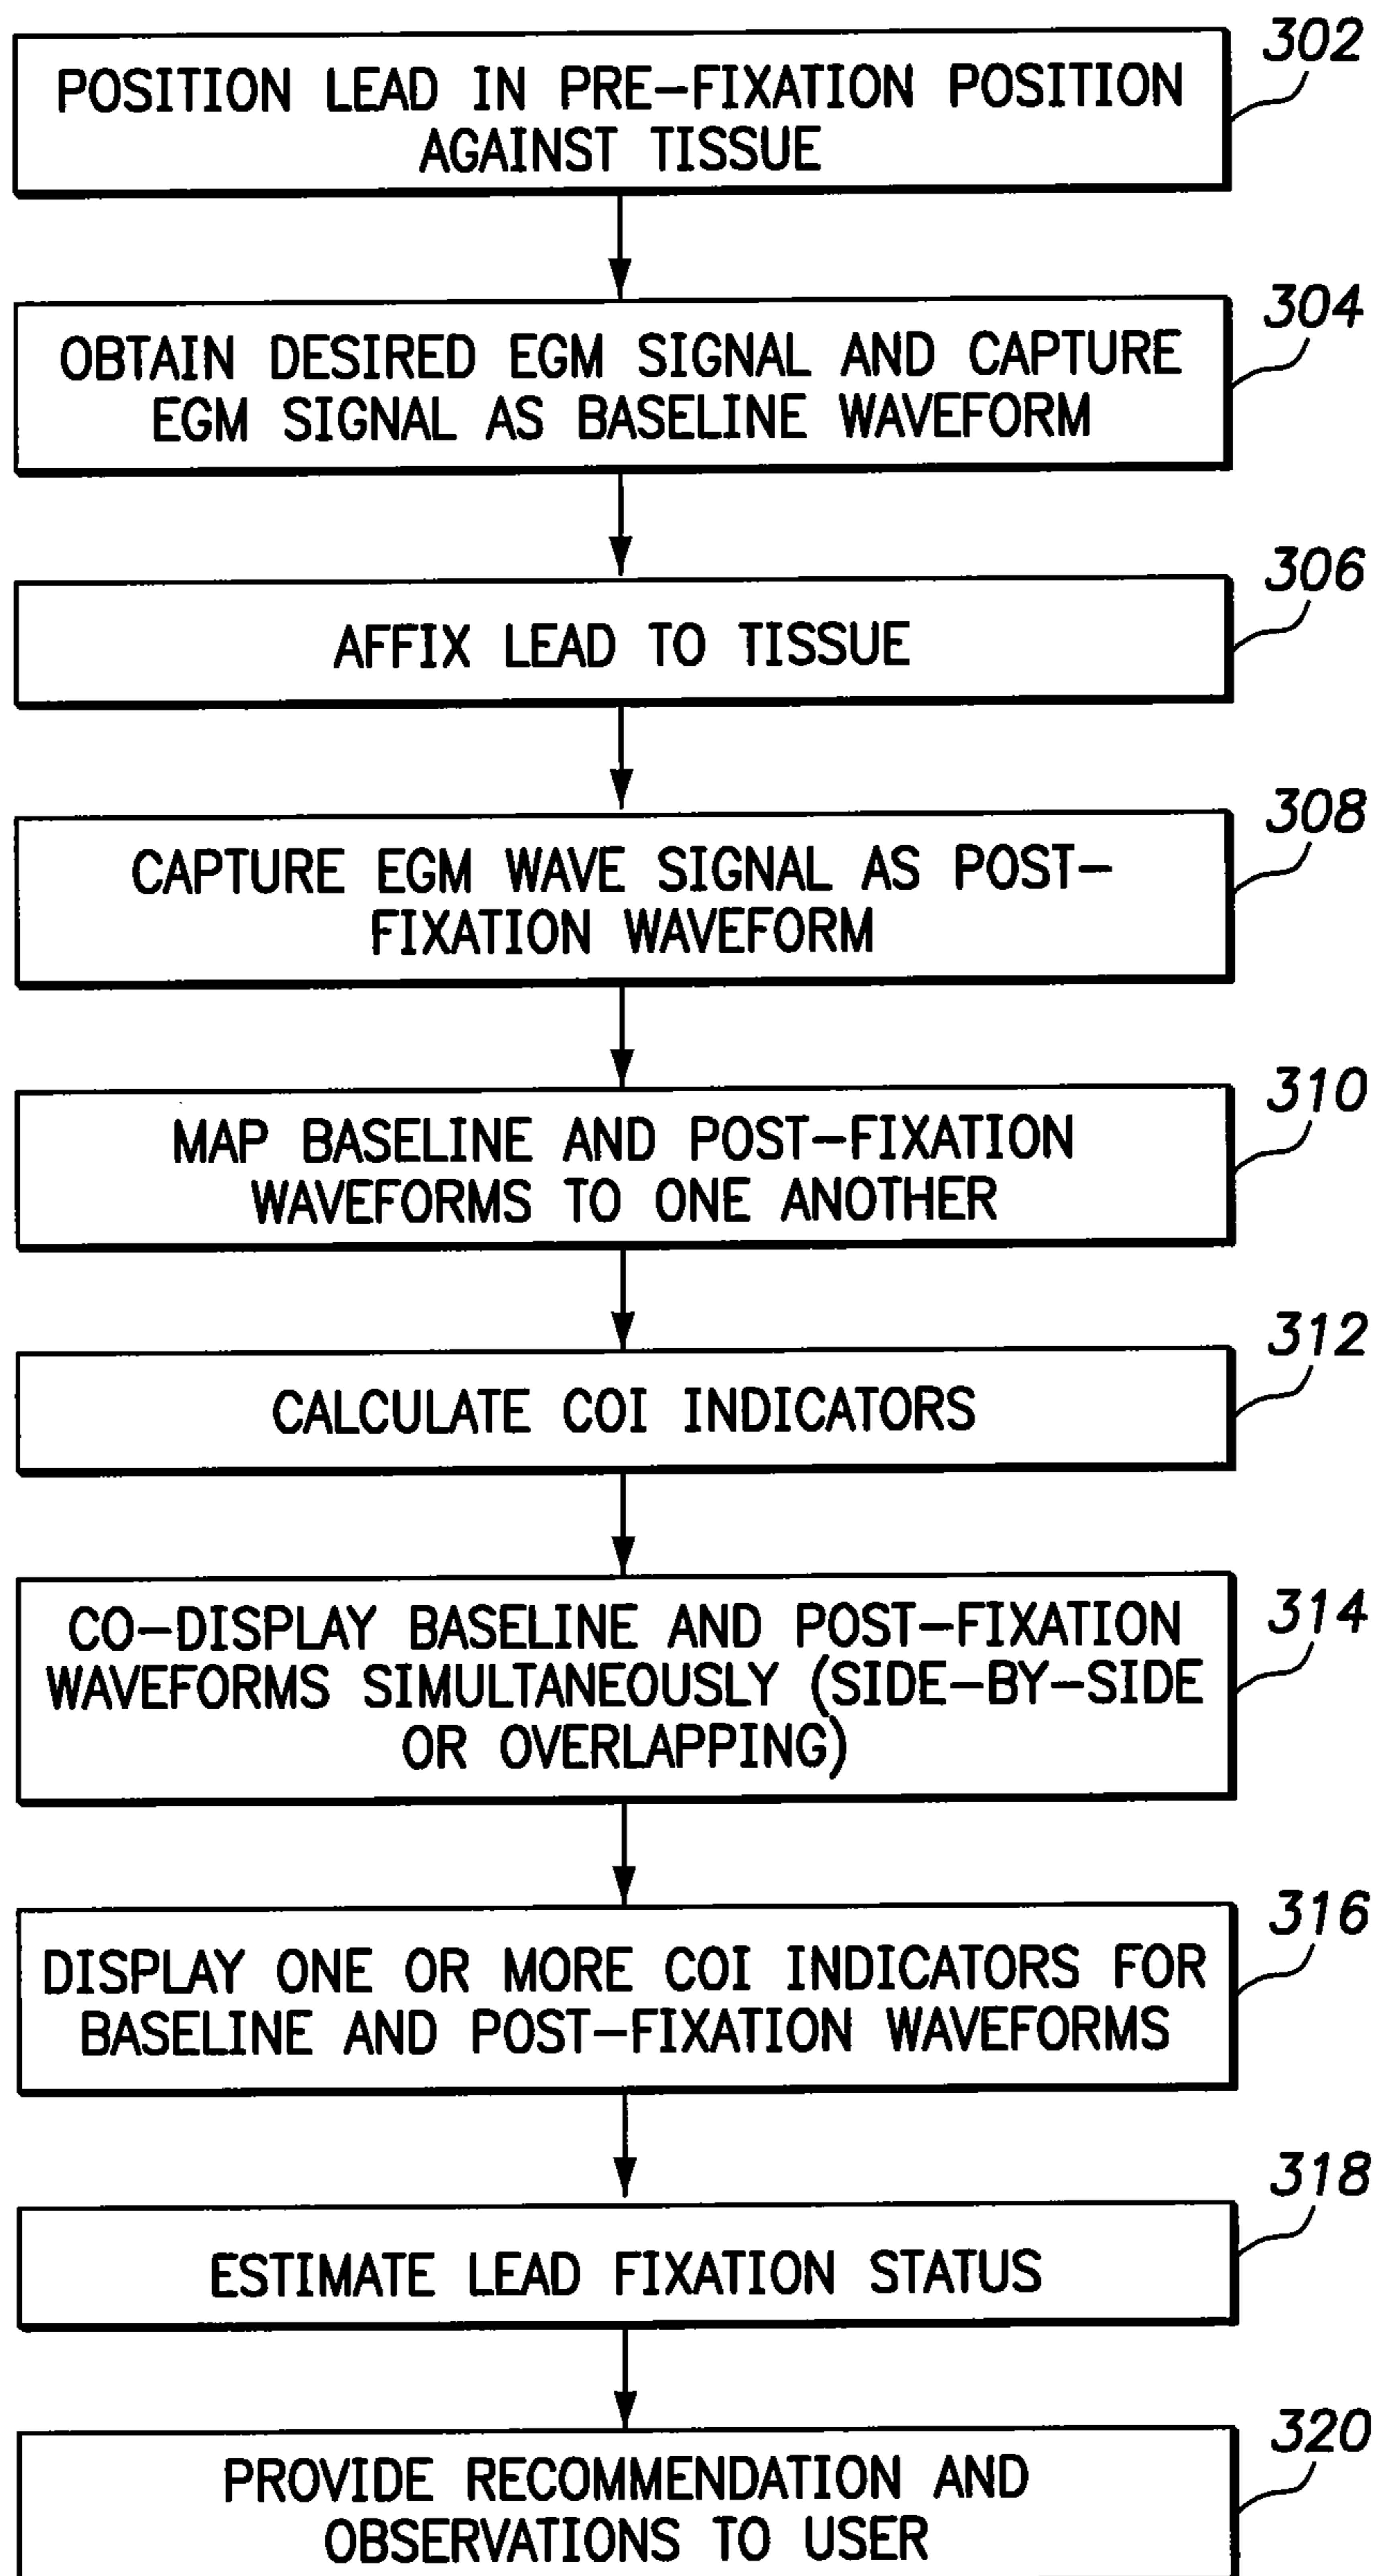 302
POSITION LEAD IN PRE-FIXATION POSITION
AGAINST TISSUE
304
OBTAIN DESIRED EGM SIGNAL AND CAPTURE
EGM SIGNAL AS BASELINE WAVEFORM
306
AFFIX LEAD TO TISSUE
308
CAPTURE EGM WAVE SIGNAL AS POST-
FIXATION WAVEFORM
310
MAP BASELINE AND POST-FIXATION
WAVEFORMS TO ONE ANOTHER
312
CALCULATE COI INDICATORS
314
CO-DISPLAY BASELINE AND POST-FIXATION
WAVEFORMS SIMULTANEOUSLY (SIDE-BY-SIDE
OR OVERLAPPING)
316
DISPLAY ONE OR MORE COI INDICATORS FOR
BASELINE AND POST-FIXATION WAVEFORMS
318
ESTIMATE LEAD FIXATION STATUS
320
PROVIDE RECOMMENDATION AND
OBSERVATIONS TO USER